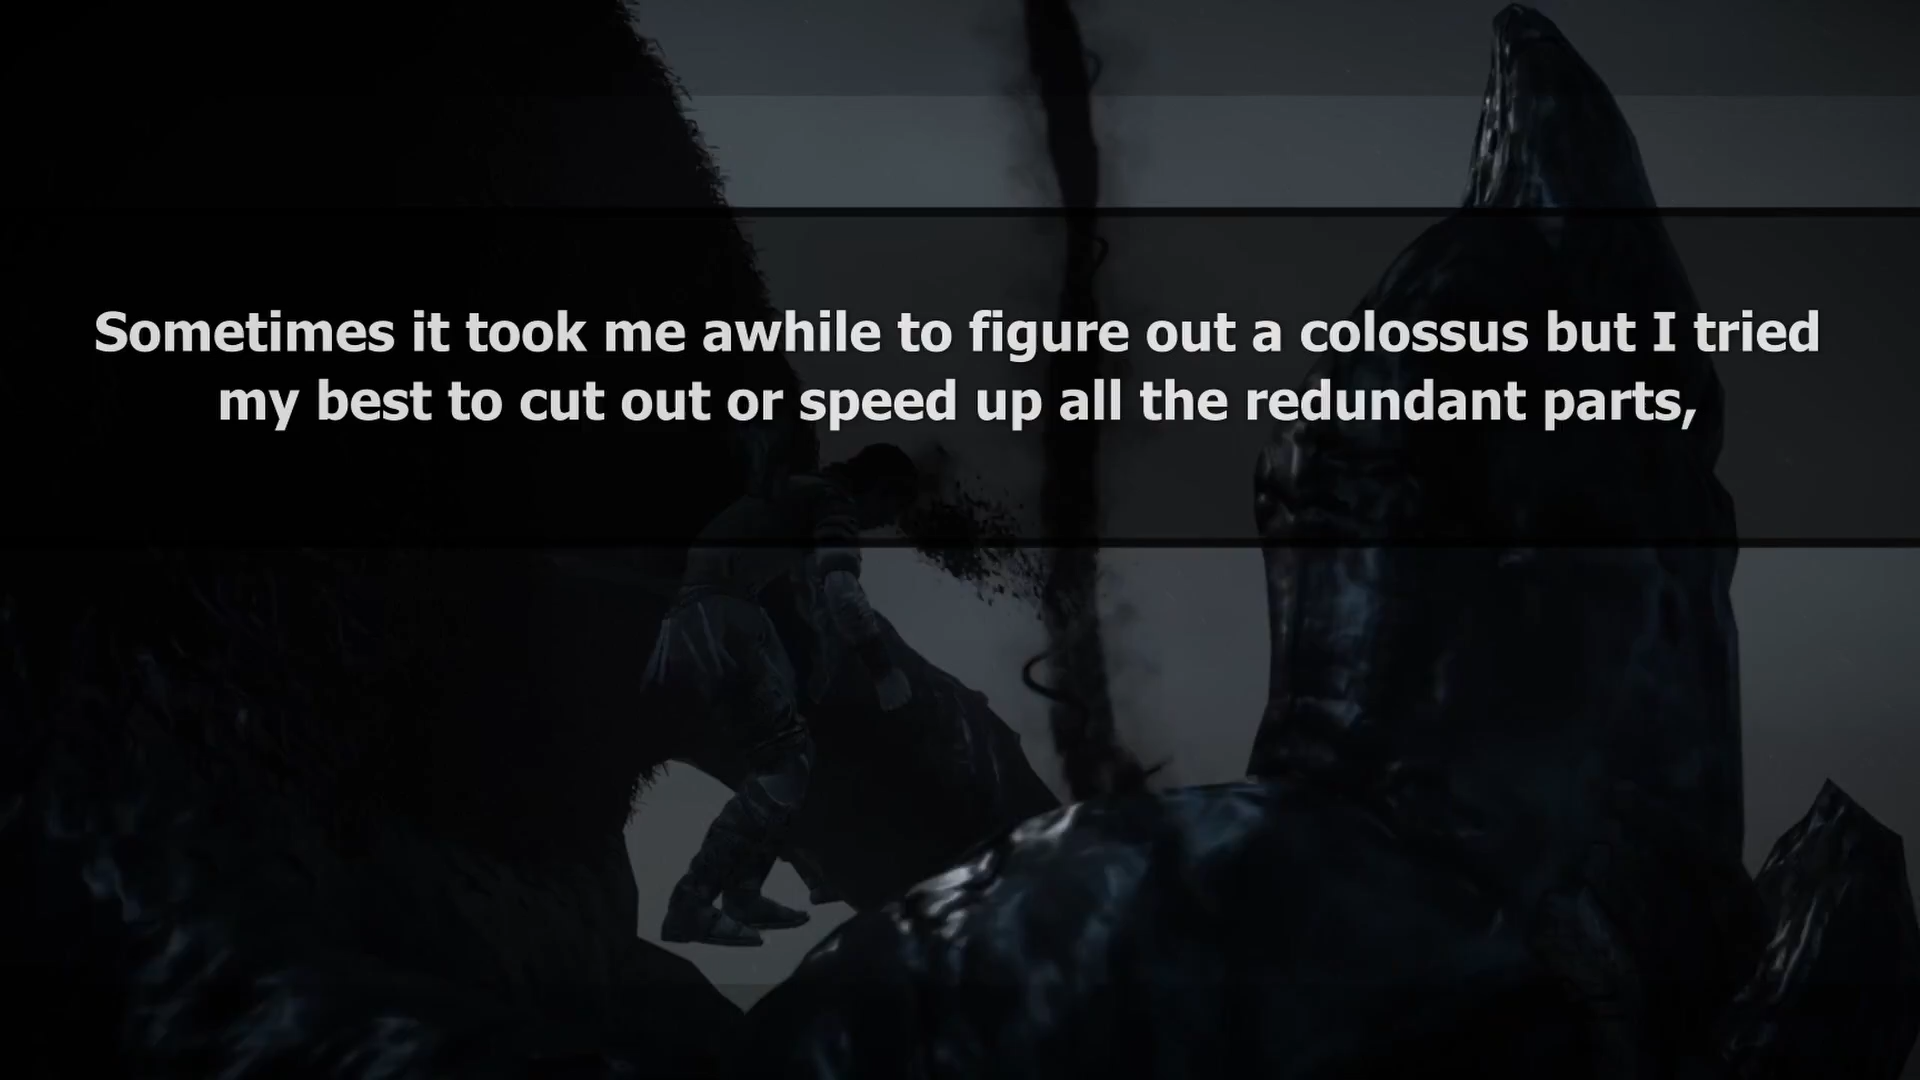 Sometimes it took me awhile to figure out a colossus but I tried
my best to cut out or speed up all the redundant parts,